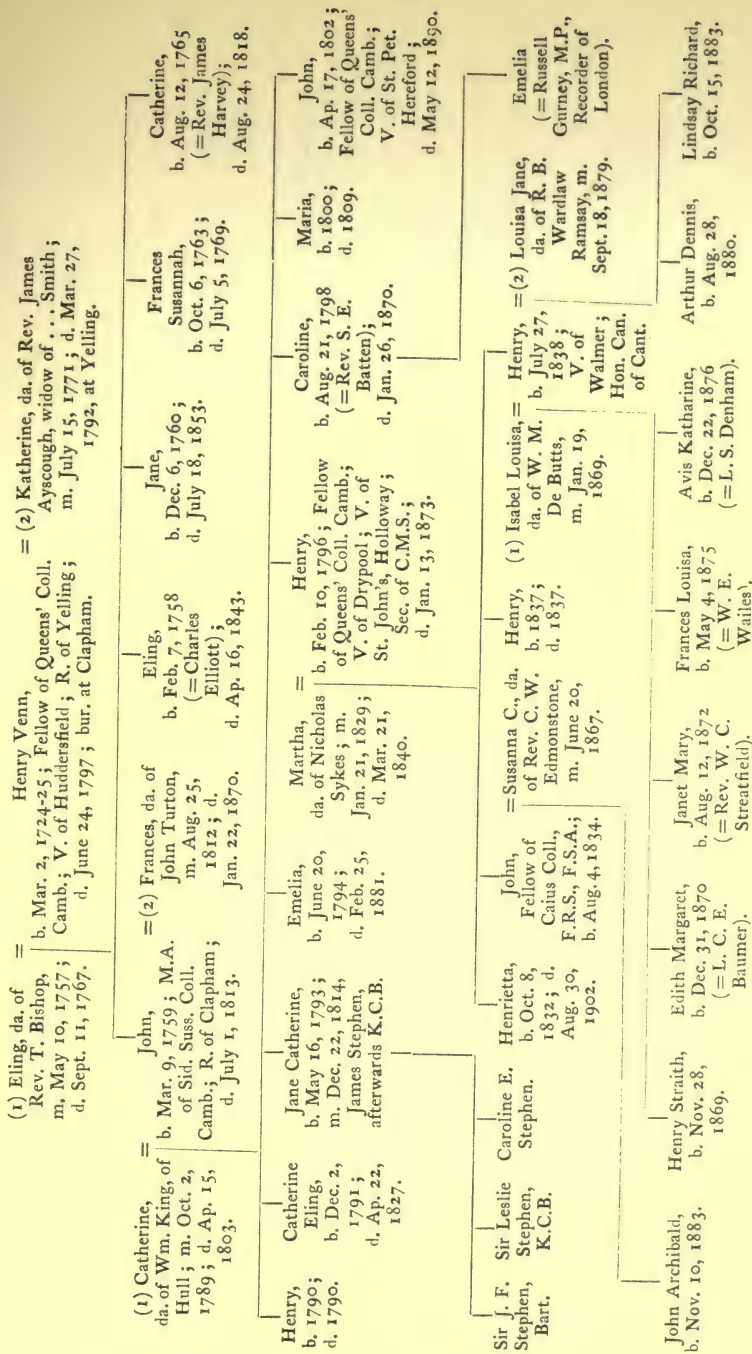 (1) Eling, da. of
Rev. T. Bishop,
m. May 10, 1757;
d. Sept. 11, 1767.
=
Henry Venn,
b. Mar. 2, 1724-25; Fellow of Queens' Coll.
Camb.; V. of Huddersfield; R. of Yelling;
d. June 24, 1797; bur. at Clapham.
= (2) Katherine, da. of Rev. James
Ayscough, widow of ... Smith;
m. July 15, 1771; d. Mar. 27,
1792, at Yelling.
(1) Catherine,
da. of Wm. King, of
Hull; m. Oct. 2,
1789; d. Ap. 15,
1803.
=
John,
b. Mar. 9, 1759; M.A.
of Sid. Suss. Coll.
Camb.; R. of Clapham;
d. July 1, 1813.
=(2) Frances, da. of
John Turton,
m. Aug. 25,
1812; d.
Jan. 22, 1870.
Eling,
b. Feb. 7, 1758
(=Charles
Elliott);
d. Ap. 16, 1843.
Jane,
b. Dec. 6, 1760;
d. July 18, 1853.
Frances
Susannah,
b. Oct. 6, 1763;
d. July 5, 1769.
Catherine,
b. Aug. 12, 1765
(=Rev. James
Harvey);
d. Aug. 24, 1818.
Henry,
b. 1790;
d. 1790.
Catherine
Eling,
b. Dec. 2,
1791;
d. Ap. 22,
1827.
Jane Catherine,
b. May 16, 1793;
m. Dec. 22, 1814,
James Stephen,
afterwards K.C.B.
Emelia,
b. June 20,
1794;
d. Feb. 25,
1881.
Martha,
da. of Nicholas
Sykes; m.
Jan. 21, 1829;
d. Mar. 21,
1840.
=
Henry,
b. Feb. 10, 1796; Fellow
of Queens' Coll. Camb.;
V. of Drypool; V. of
St. John's, Holloway;
Sec. of C.M.S.;
d. Jan. 13, 1873.
Caroline,
b. Aug. 21, 1798
(=Rev. S. E.
Batten);
d. Jan. 26, 1870.
Maria,
b. 1800;
d. 1809.
John,
b. Ap. 17, 1802;
Fellow of Queens'
Coll. Camb.;
V. of St. Pet.
Hereford;
d. May 12, 1890.
Sir J. F.
Stephen,
Bart.
Sir Leslie
Stephen,
K.C.B.
Caroline E.
Stephen.
Henrietta,
b. Oct. 8,
1832; d.
Aug. 30,
1902.
John,
Fellow of
Caius Coll.,
F.R.S., F.S.A.;
b. Aug. 4, 1834.
=Susanna C., da.
of Rev. C. W.
Edmonstone,
m. June 20,
1867.
Henry,
b. 1837;
d. 1837.
(1) Isabel Louisa,
da. of W. M.
De Butts,
m. Jan. 19,
1869.
=
Henry,
b. July 27,
1838;
V. of
Walmer;
Hon. Can.
of Cant.
=(2) Louisa Jane,
da. of R. B.
Wardlaw
Ramsay, m.
Sept. 18, 1879.
Emelia
(=Russell
Gurney, M.P.,
Recorder of
London).
John Archibald,
b. Nov. 10, 1883.
Henry Straith,
b. Nov. 28,
1869.
Edith Margaret,
b. Dec. 31, 1870
(=L. C. E.
Baumer).
Janet Mary,
b. Aug. 12, 1872
(=Rev. W. C.
Streatfield).
Frances Louisa,
b. May 4, 1875
(=W. E.
Wailes).
Avis Katharine,
b. Dec. 22, 1876
(=L. S. Denham).
Arthur Dennis,
b. Aug. 28,
1880.
Lindsay Richard,
b. Oct. 15, 1883.